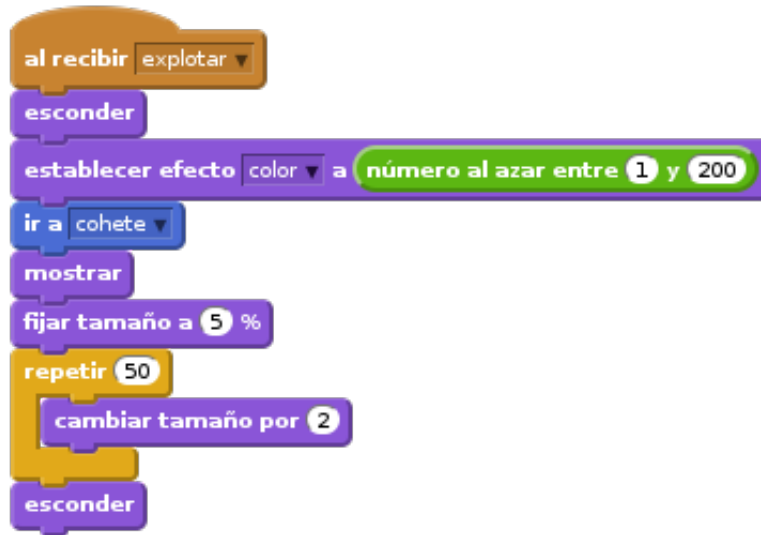 al recibir explotar
esconder
establecer efecto color a número al azar entre 1 y 200
ir a cohete
mostrar
fijar tamaño a 5 %
repetir 50
cambiar tamaño por 2
esconder